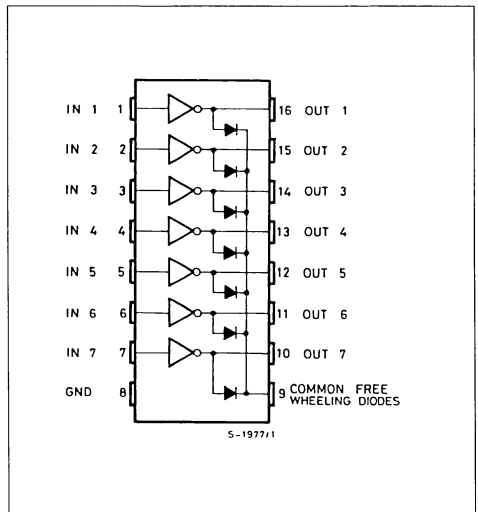 IN 1 1 16 OUT 1
IN 2 2 15 OUT 2
IN 3 3 14 OUT 3
IN 4 4 13 OUT 4
IN 5 5 12 OUT 5
IN 6 6 11 OUT 6
IN 7 7 10 OUT 7
GND 8 9 COMMON FREE
WHEELING DIODES
S-1977/1